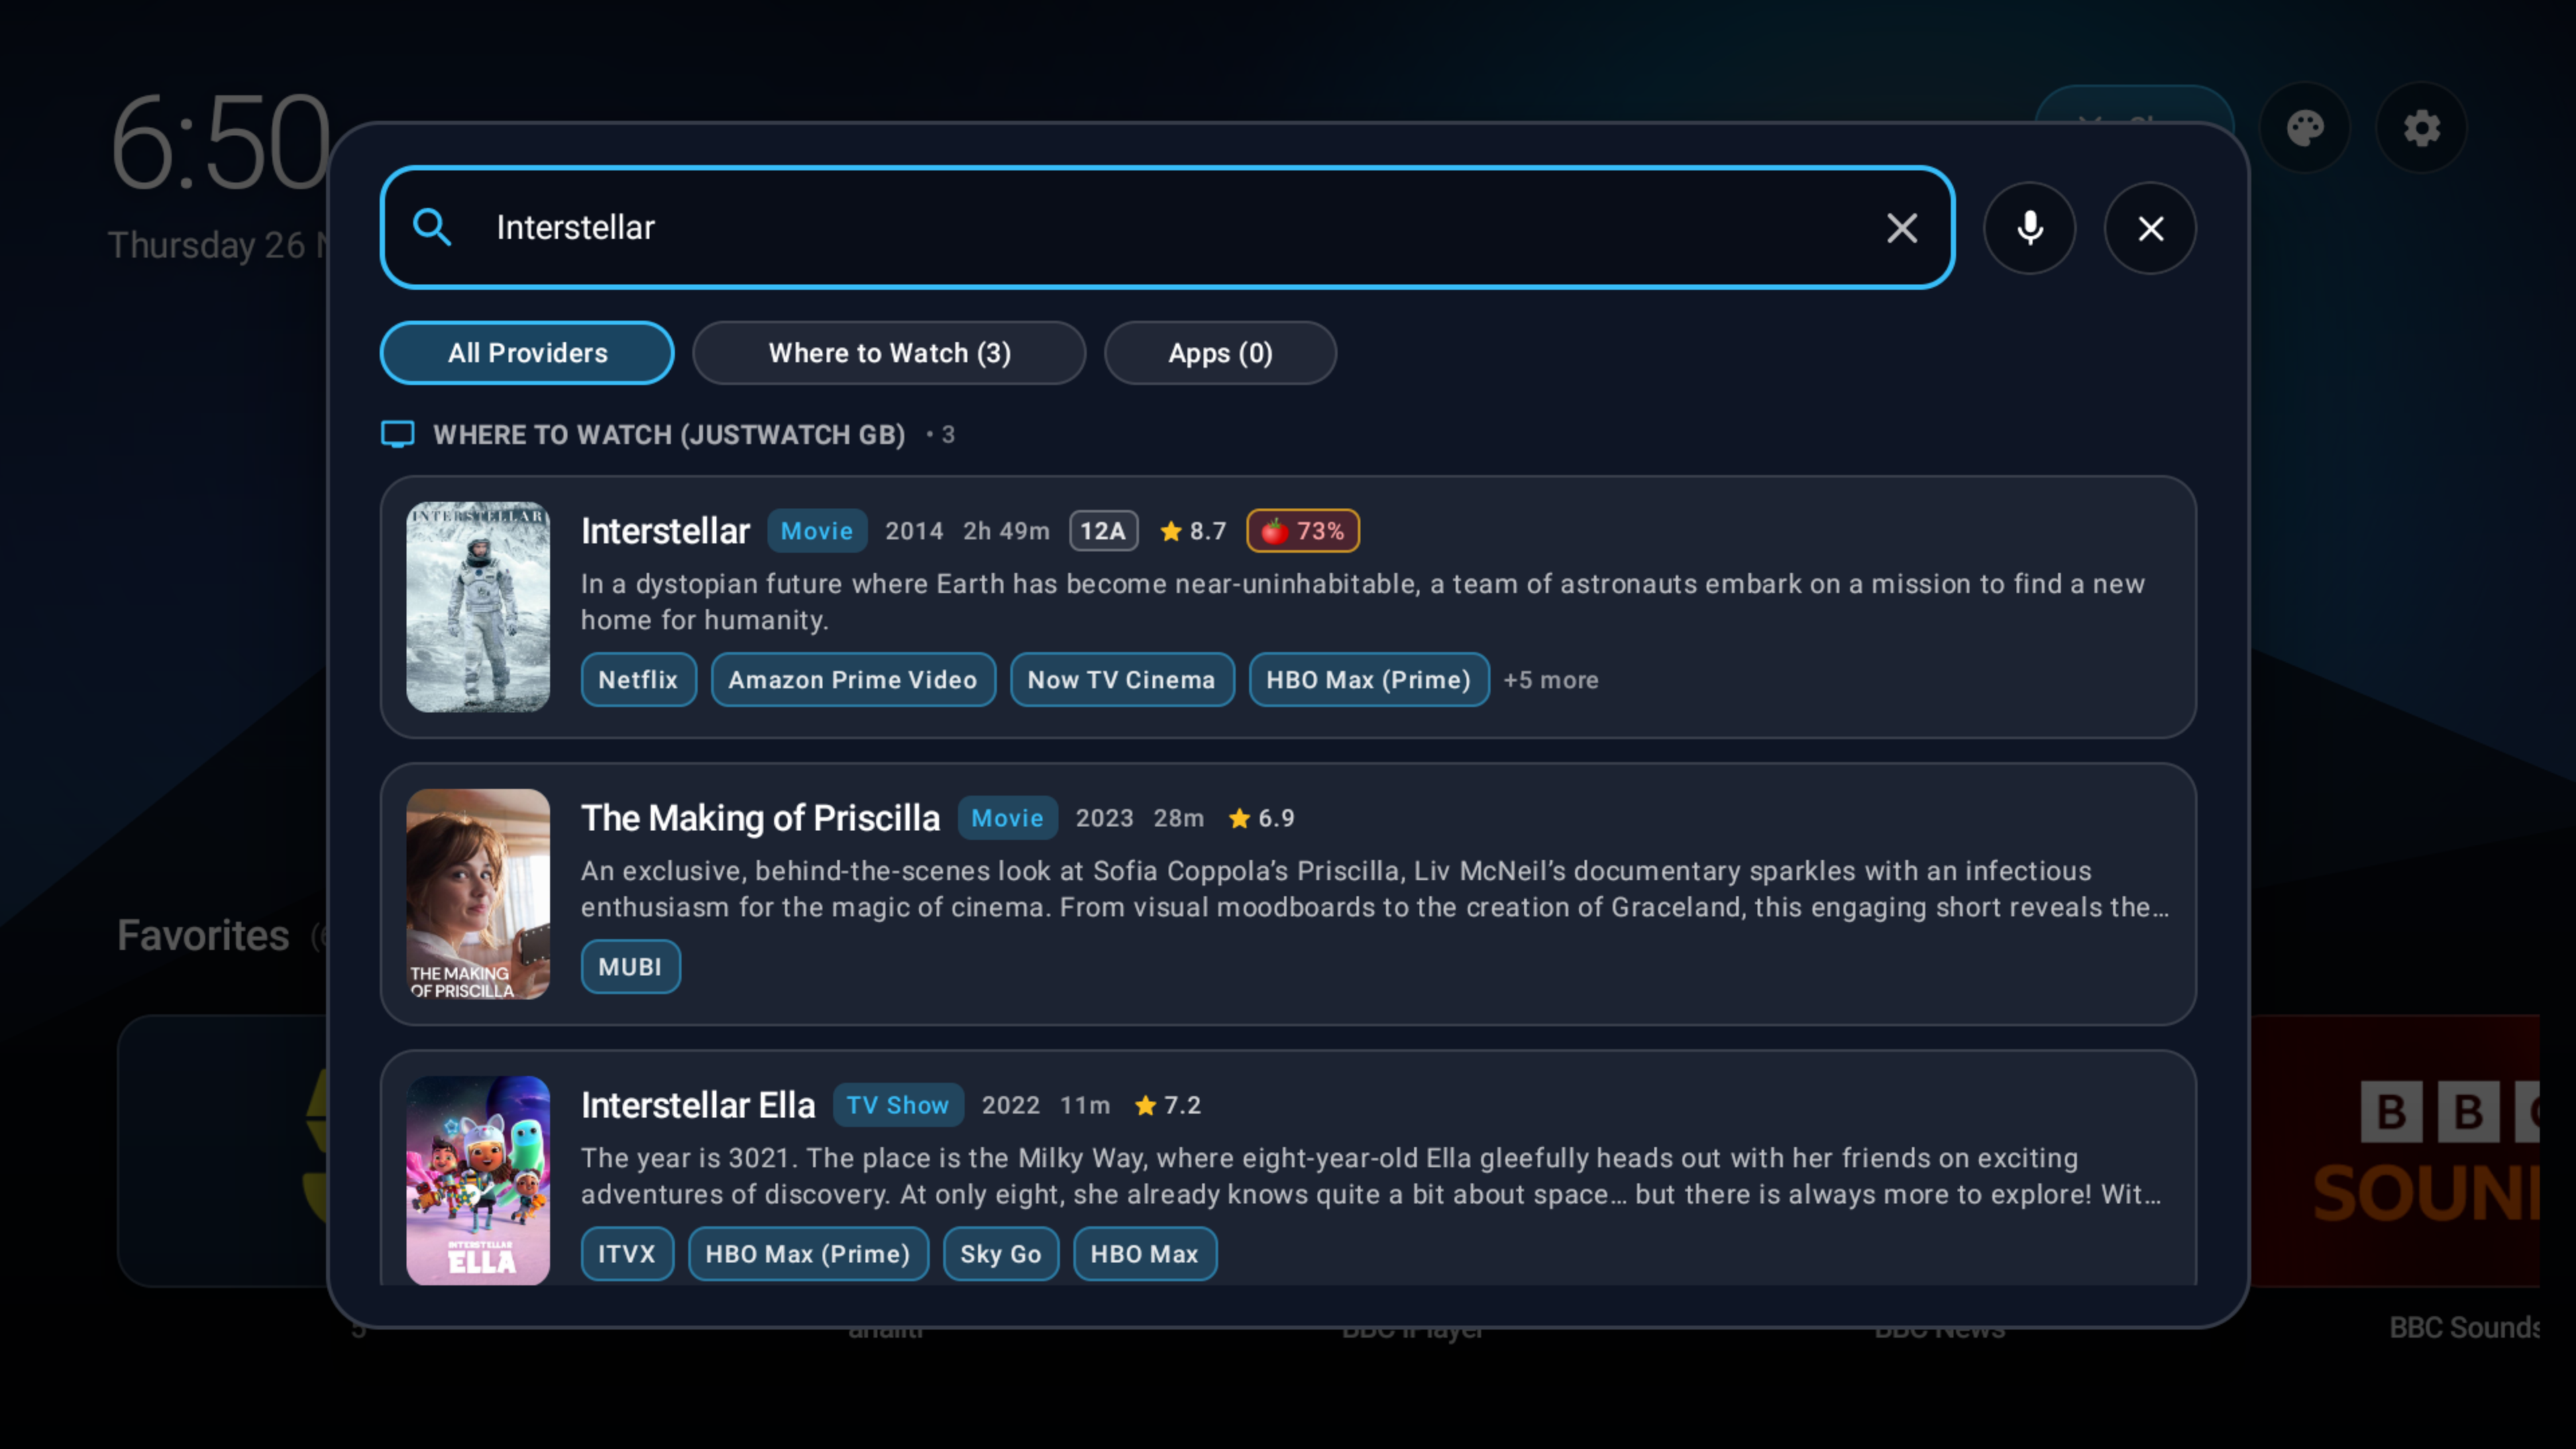 6:50
Thursday 26
Interstellar
All Providers
Where to Watch (3)
Apps (0)
WHERE TO WATCH (JUSTWATCH GB) • 3
INTERSTELLAR
Interstellar Movie 2014 2h 49m 12A 8.7 73%
In a dystopian future where Earth has become near-uninhabitable, a team of astronauts embark on a mission to find a new
home for humanity.
Netflix Amazon Prime Video Now TV Cinema HBO Max (Prime) +5 more
The Making of Priscilla Movie 2023 28m 6.9
An exclusive, behind-the-scenes look at Sofia Coppola’s Priscilla, Liv McNeil’s documentary sparkles with an infectious
enthusiasm for the magic of cinema. From visual moodboards to the creation of Graceland, this engaging short reveals the…
MUBI
THE MAKING
OF PRISCILLA
Interstellar Ella TV Show 2022 11m 7.2
The year is 3021. The place is the Milky Way, where eight-year-old Ella gleefully heads out with her friends on exciting
adventures of discovery. At only eight, she already knows quite a bit about space… but there is always more to explore! Wit…
ITVX HBO Max (Prime) Sky Go HBO Max
INTERSTELLAR
ELLA
Favorites
BBC
SOUN
5
analiti
BBC iPlayer
BBC News
BBC Sounds